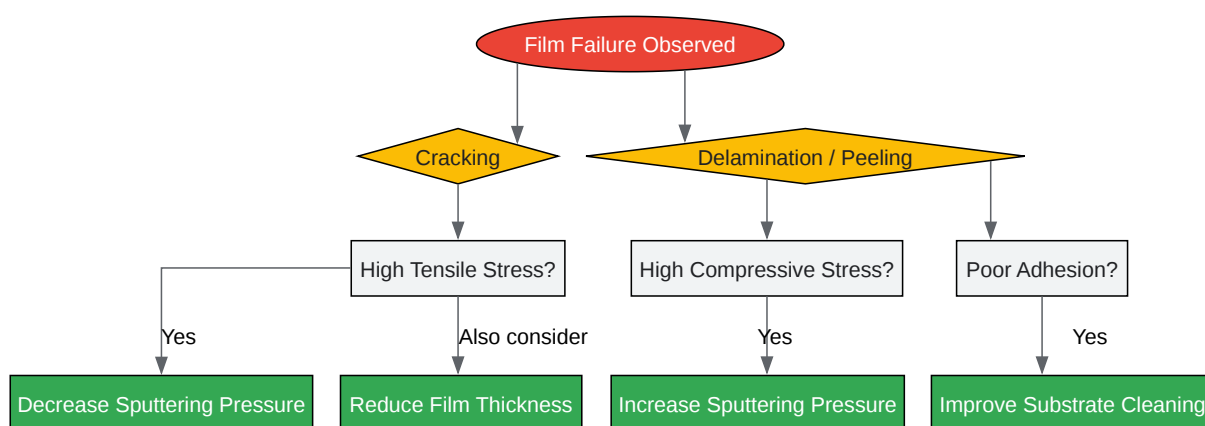 Film Failure Observed
Cracking
Delamination / Peeling
High Tensile Stress?
High Compressive Stress?
Poor Adhesion?
Yes
Also consider
Yes
Yes
Decrease Sputtering Pressure
Reduce Film Thickness
Increase Sputtering Pressure
Improve Substrate Cleaning